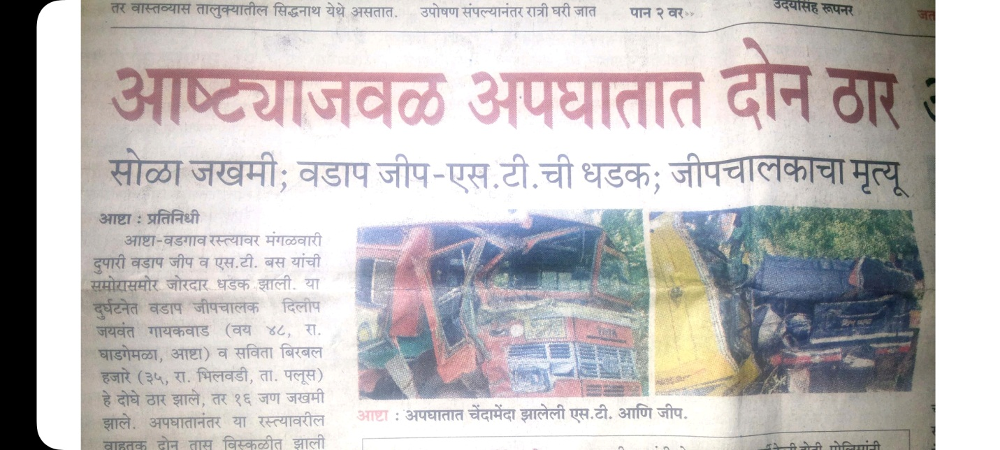 तर वास्तव्यास तालुक्यातील सिद्धनाथ येथे असतात. उपोषण संपल्यानंतर रात्री घरी जात पान २ वर››
उदयसिंह रूपनर
जत
आष्ट्याजवळ अपघातात दोन ठार
सोळा जखमी; वडाप जीप-एस.टी.ची धडक; जीपचालकाचा मृत्यू
आष्टा : प्रतिनिधी
आष्टा-वडगाव रस्त्यावर मंगळवारी
दुपारी वडाप जीप व एस.टी. बस यांची
समोरासमोर जोरदार धडक झाली. या
दुर्घटनेत वडाप जीपचालक दिलीप
जयवंत गायकवाड (वय ४८, रा.
घाडगेमळा, आष्टा) व सविता बिरबल
हजारे (३५, रा. भिलवडी, ता. पलूस)
हे दोघे ठार झाले, तर १६ जण जखमी
झाले. अपघातानंतर या रस्त्यावरील
वाहतूक दोन तास विस्कळीत झाली
आष्टा : अपघातात चेंदामेंदा झालेली एस.टी. आणि जीप.